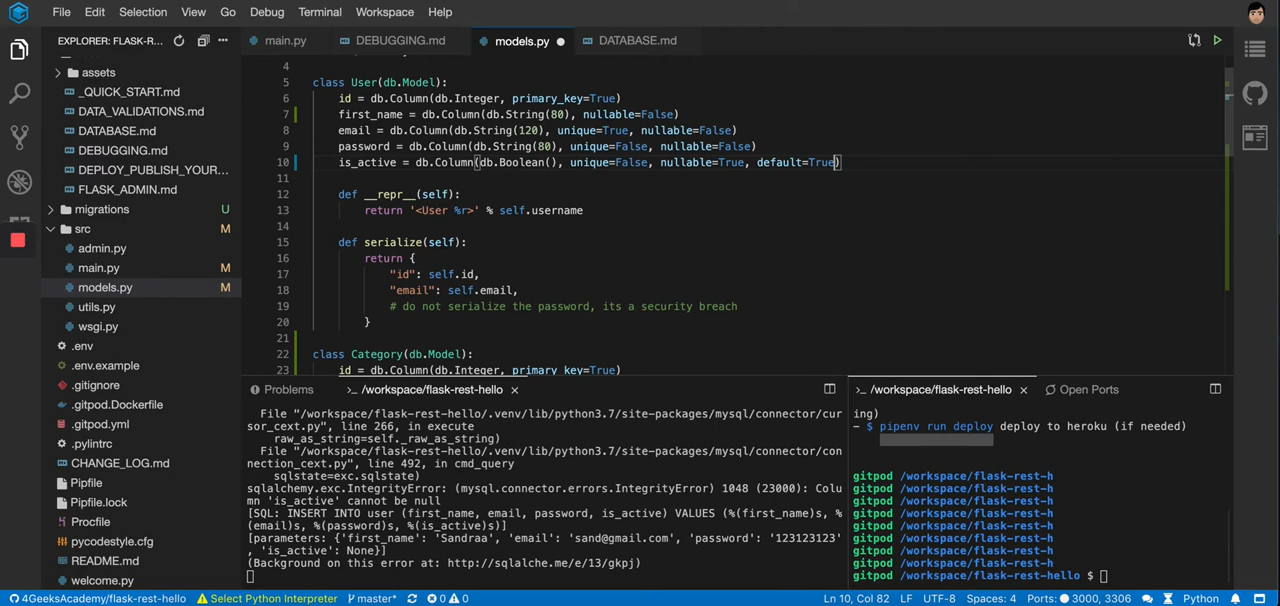 File Edit Selection View Go Debug Terminal Workspace Help
EXPLORER: FLASK-R...
assets
_QUICK_START.md
DATA_VALIDATIONS.md
DATABASE.md
DEBUGGING.md
DEPLOY_PUBLISH_YOUR...
FLASK_ADMIN.md
migrations U
src M
admin.py
main.py M
models.py M
utils.py
wsgi.py
.env
.env.example
.gitignore
.gitpod.Dockerfile
.gitpod.yml
.pylintrc
CHANGE_LOG.md
Pipfile
Pipfile.lock
Procfile
pycodestyle.cfg
README.md
welcome.py
main.py DEBUGGING.md models.py DATABASE.md
4
5 class User(db.Model):
6 id = db.Column(db.Integer, primary_key=True)
7 first_name = db.Column(db.String(80), nullable=False)
8 email = db.Column(db.String(120), unique=True, nullable=False)
9 password = db.Column(db.String(80), unique=False, nullable=False)
10 is_active = db.Column(db.Boolean(), unique=False, nullable=True, default=True)
11
12 def __repr__(self):
13 return '<User %r>' % self.username
14
15 def serialize(self):
16 return {
17 "id": self.id,
18 "email": self.email,
19 # do not serialize the password, its a security breach
20 }
21
22 class Category(db.Model):
23 id = db.Column(db.Integer, primary_key=True)
Problems >_ /workspace/flask-rest-hello ×
File "/workspace/flask-rest-hello/.venv/lib/python3.7/site-packages/mysql/connector/cur
sor_cext.py", line 266, in execute
raw_as_string=self._raw_as_string)
File "/workspace/flask-rest-hello/.venv/lib/python3.7/site-packages/mysql/connector/con
nection_cext.py", line 492, in cmd_query
sqlstate=exc.sqlstate)
sqlalchemy.exc.IntegrityError: (mysql.connector.errors.IntegrityError) 1048 (23000): Colu
mn 'is_active' cannot be null
[SQL: INSERT INTO user (first_name, email, password, is_active) VALUES (%(first_name)s, %
(email)s, %(password)s, %(is_active)s)]
[parameters: {'first_name': 'Sandraa', 'email': 'sand@gmail.com', 'password': '123123123'
, 'is_active': None}]
(Background on this error at: http://sqlalche.me/e/13/gkpj)
>_ /workspace/flask-rest-hello × Open Ports
ing)
- $ pipenv run deploy deploy to heroku (if needed)
gitpod /workspace/flask-rest-h
gitpod /workspace/flask-rest-h
gitpod /workspace/flask-rest-h
gitpod /workspace/flask-rest-h
gitpod /workspace/flask-rest-h
gitpod /workspace/flask-rest-h
gitpod /workspace/flask-rest-h
gitpod /workspace/flask-rest-h
gitpod /workspace/flask-rest-hello $
4GeeksAcademy/flask-rest-hello Select Python Interpreter master* 0 0 Ln 10, Col 82 LF UTF-8 Spaces: 4 Ports: 3000, 3306 Python